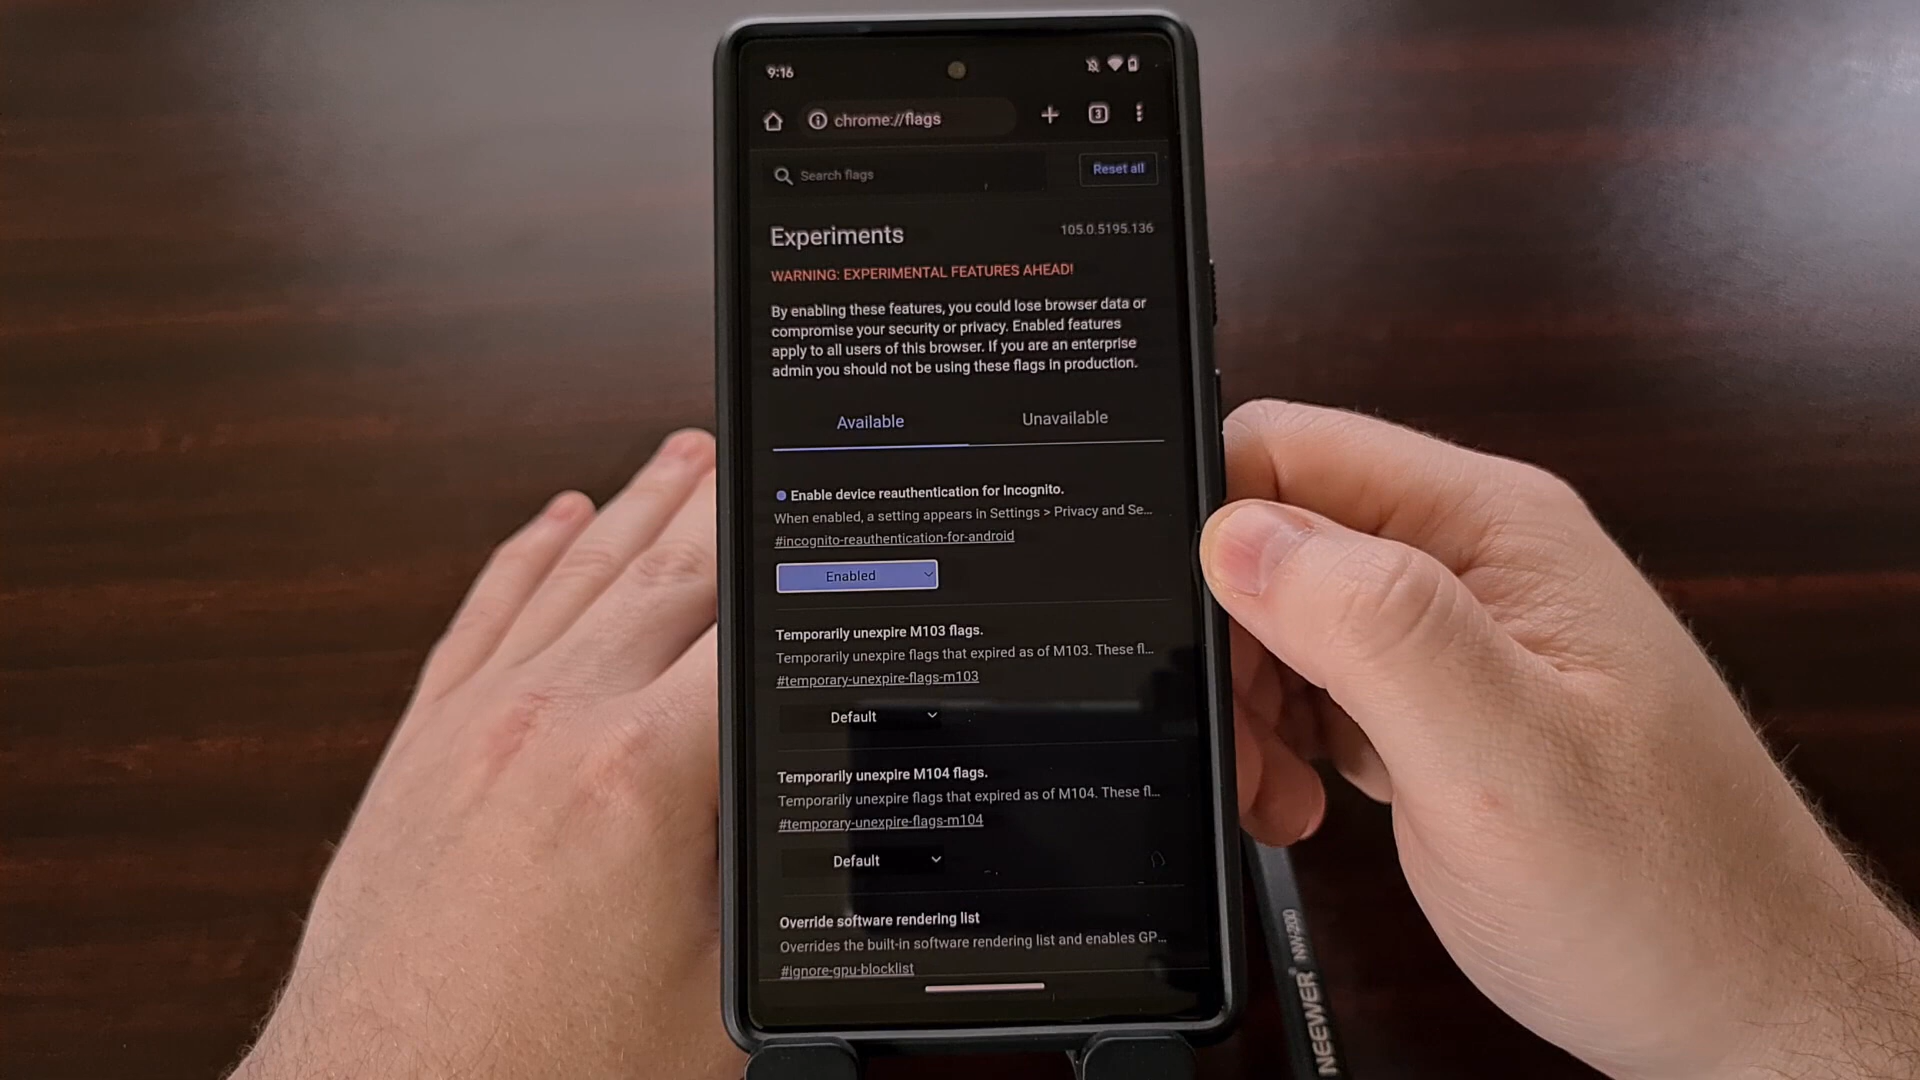 9:16
chrome://flags
3
Search flags
Reset all
Experiments
105.0.5195.136
WARNING: EXPERIMENTAL FEATURES AHEAD!
By enabling these features, you could lose browser data or
compromise your security or privacy. Enabled features
apply to all users of this browser. If you are an enterprise
admin you should not be using these flags in production.
Available
Unavailable
Enable device reauthentication for Incognito.
When enabled, a setting appears in Settings > Privacy and Se...
#incognito-reauthentication-for-android
Enabled
Temporarily unexpire M103 flags.
Temporarily unexpire flags that expired as of M103. These fl...
#temporary-unexpire-flags-m103
Default
Temporarily unexpire M104 flags.
Temporarily unexpire flags that expired as of M104. These fl...
#temporary-unexpire-flags-m104
Default
Override software rendering list
Overrides the built-in software rendering list and enables GP...
#ignore-gpu-blocklist
NEEWER® NW-200